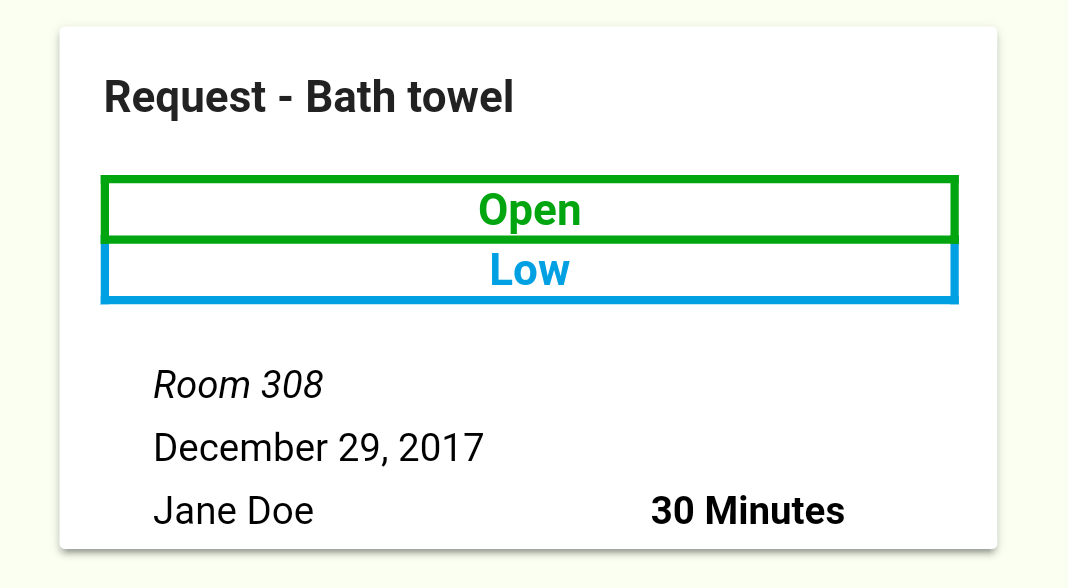 Request - Bath towel
Open
Low
Room 308
December 29, 2017
Jane Doe 30 Minutes